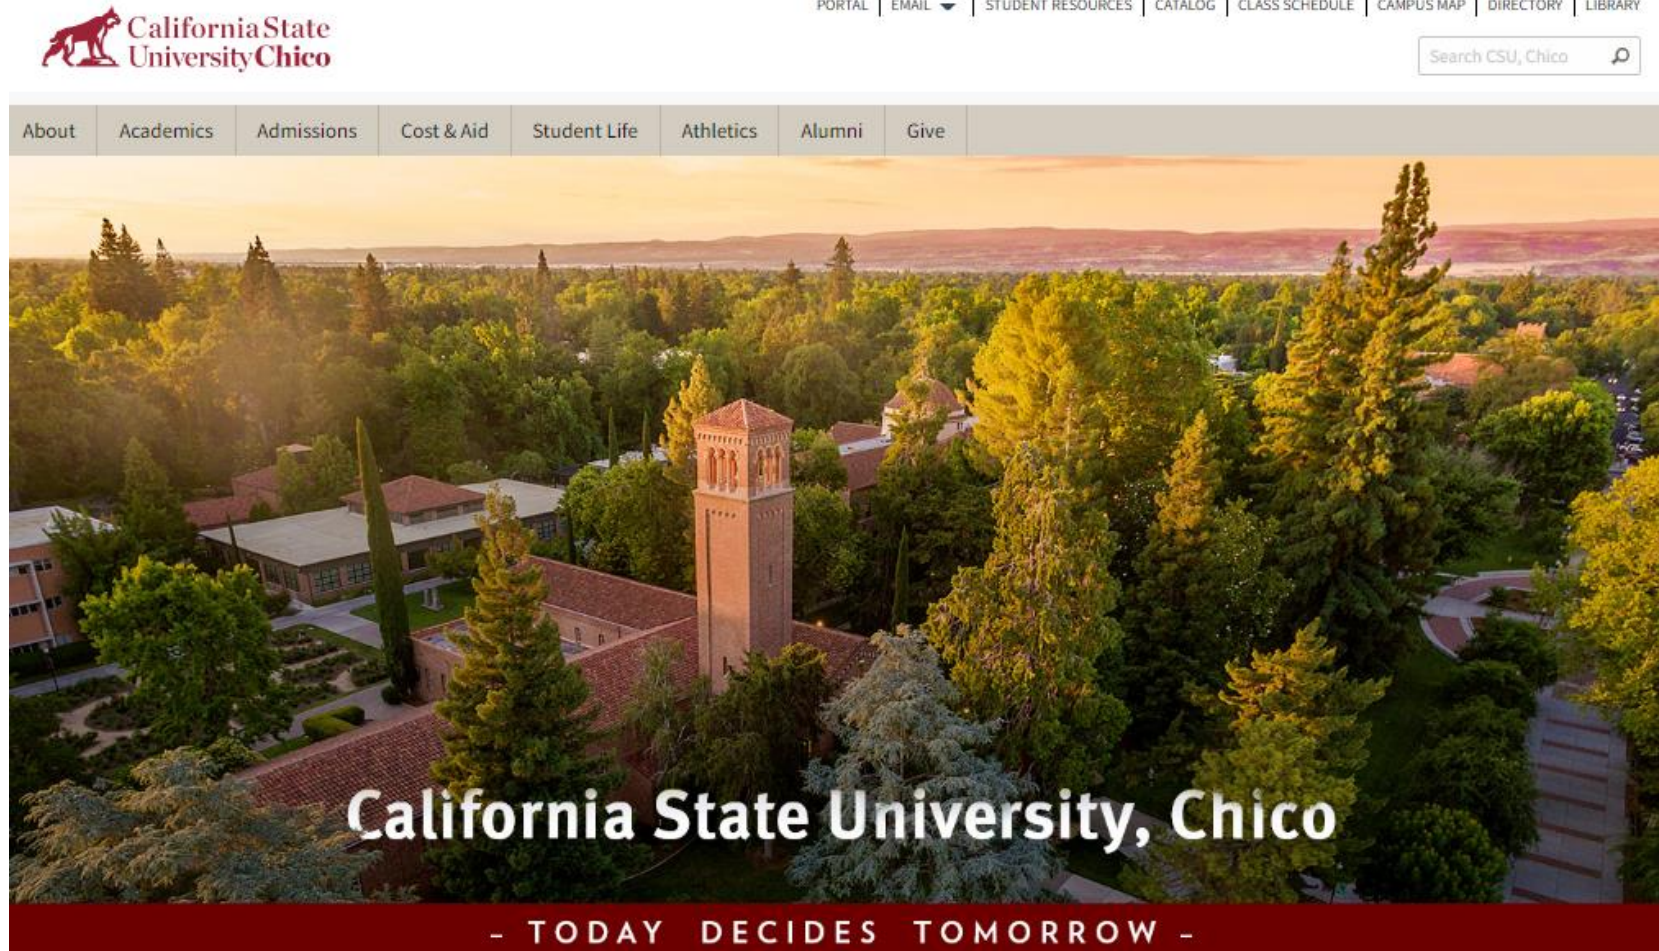 PORTAL EMAIL STUDENT RESOURCES CATALOG CLASS SCHEDULE CAMPUS MAP DIRECTORY LIBRARY
California State
University Chico
Search CSU, Chico
About Academics Admissions Cost & Aid Student Life Athletics Alumni Give
California State University, Chico
- TODAY DECIDES TOMORROW -